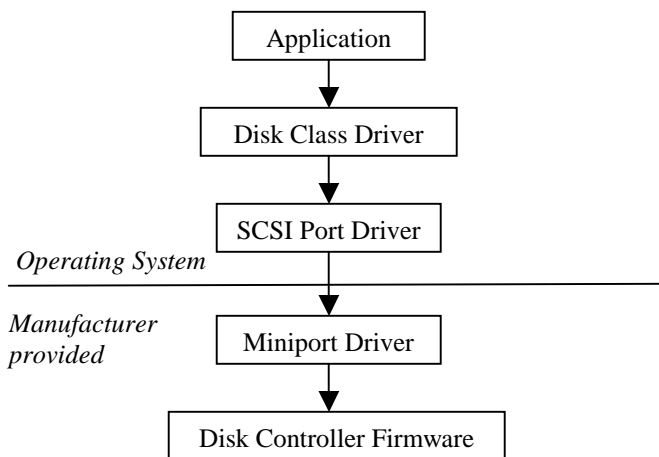 Application
Disk Class Driver
SCSI Port Driver
Operating System
Manufacturer
provided
Miniport Driver
Disk Controller Firmware